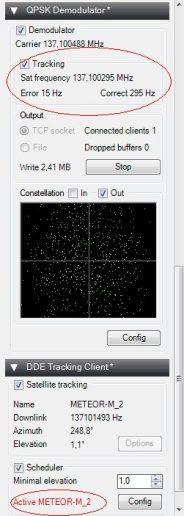 QPSK Demodulator *
Demodulator
Carrier 137,100488 MHz
Tracking
Sat frequency 137,100295 MHz
Error 15 Hz Correct 295 Hz
Output
TCP socket Connected clients 1
File Dropped buffers 0
Write 2,41 MB Stop
Constellation In Out
Config
DDE Tracking Client *
Satellite tracking
Name METEOR-M_2
Downlink 137101493 Hz
Azimuth 248,8°
Elevation 1,1° Options
Scheduler
Minimal elevation 1.0
Active METEOR-M_2 Config